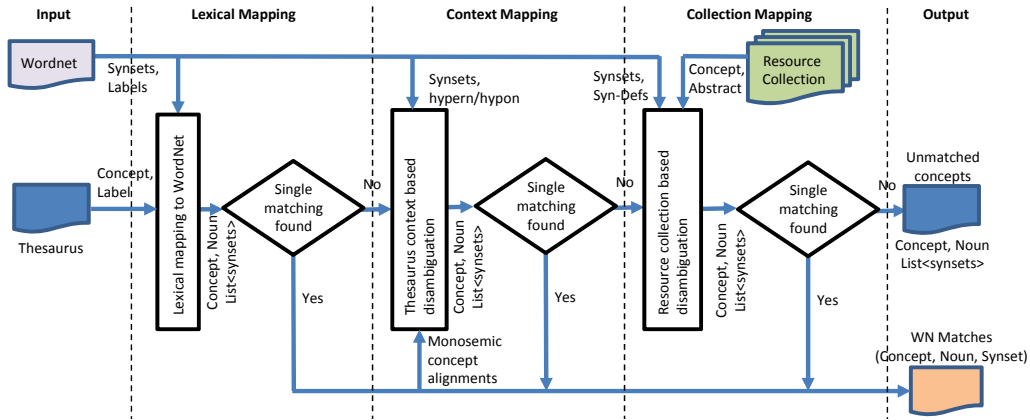 Input
Lexical Mapping
Context Mapping
Collection Mapping
Output
Wordnet
Synsets,
Labels
Synsets,
hypern/hypon
Synsets,
Syn-Defs
Concept,
Abstract
Resource
Collection
Concept,
Label
Thesaurus
Lexical mapping to WordNet
Concept, Noun
List<synsets>
Single
matching
found
No
Yes
Thesaurus context based
disambiguation
Concept, Noun
List<synsets>
Monosemic
concept
alignments
Single
matching
found
No
Yes
Resource collection based
disambiguation
Concept, Noun
List<synsets>
Single
matching
found
No
Yes
Unmatched
concepts
Concept, Noun
List<synsets>
WN Matches
(Concept, Noun, Synset)